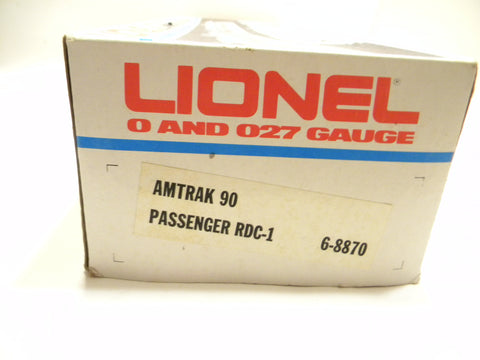 LIONEL
O AND O27 GAUGE
AMTRAK 90
PASSENGER RDC-1 6-8870